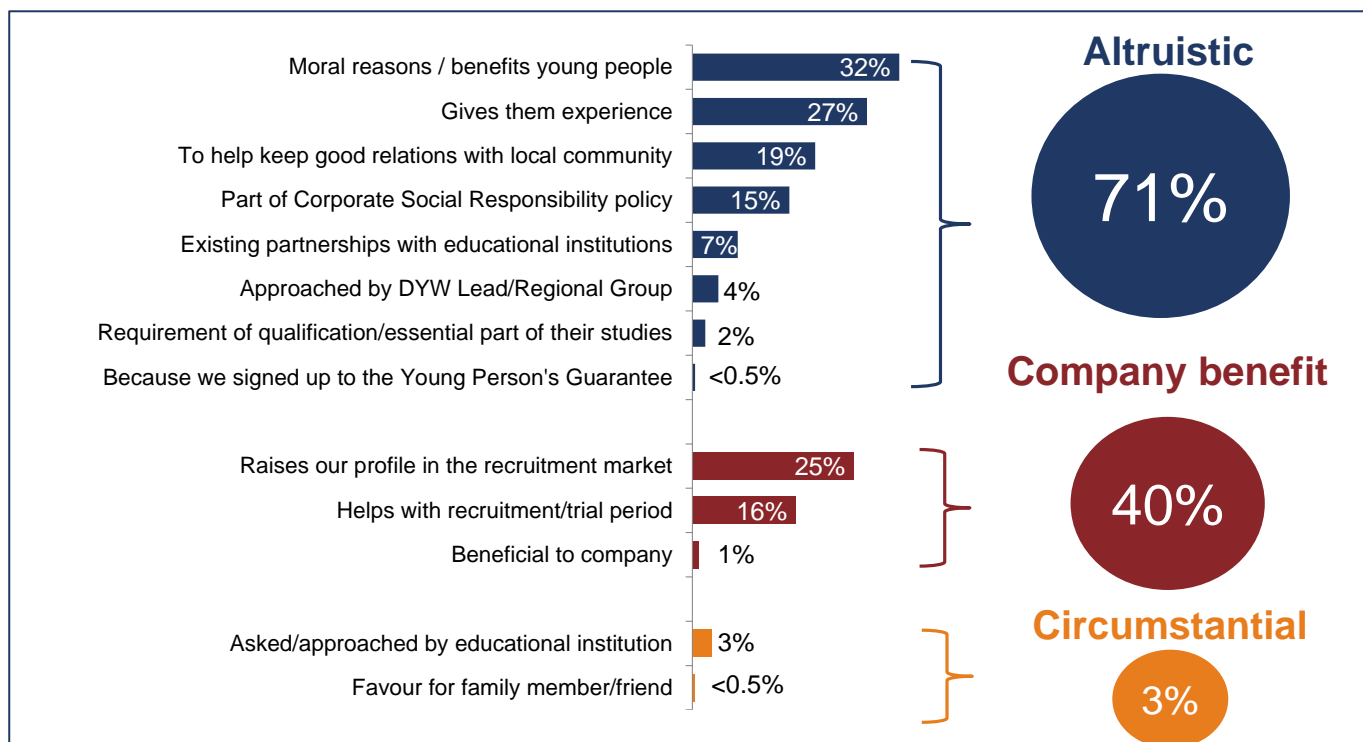 Altruistic
Moral reasons / benefits young people 32%
Gives them experience 27%
To help keep good relations with local community 19%
Part of Corporate Social Responsibility policy 15%
71%
Existing partnerships with educational institutions 7%
Approached by DYW Lead/Regional Group 4%
Requirement of qualification/essential part of their studies 2%
Because we signed up to the Young Person's Guarantee <0.5%
Company benefit
Raises our profile in the recruitment market 25%
Helps with recruitment/trial period 16%
40%
Beneficial to company 1%
Circumstantial
Asked/approached by educational institution 3%
Favour for family member/friend <0.5%
3%